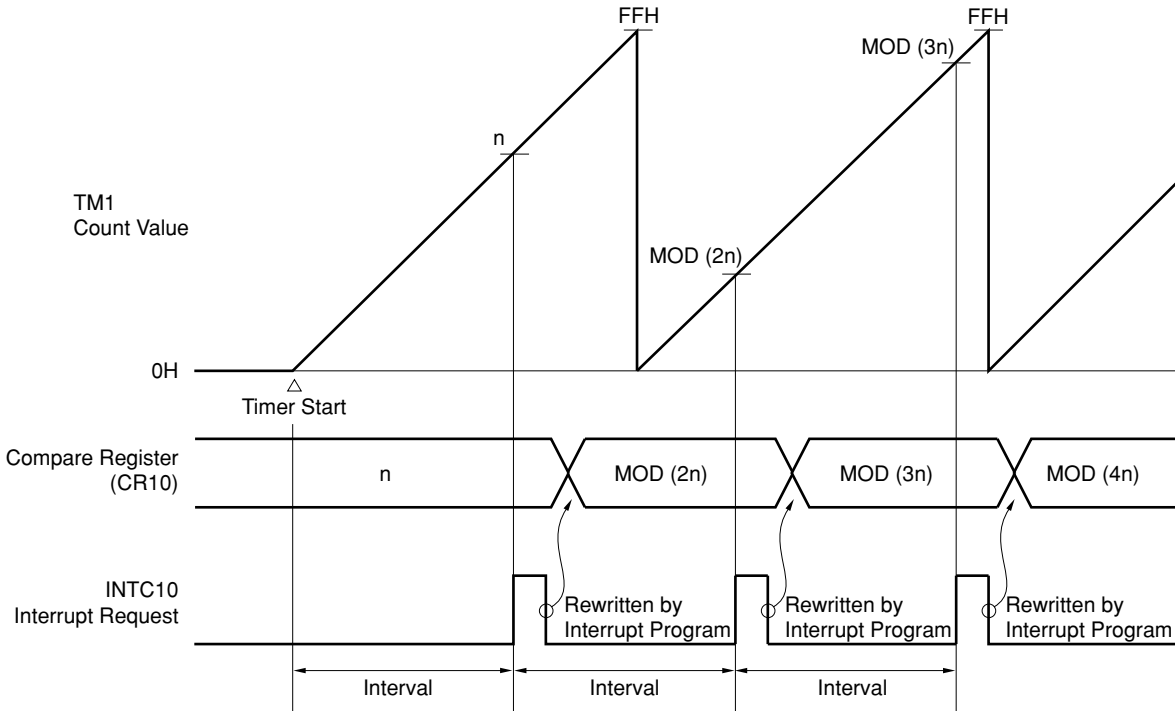 FFH
FFH
MOD (3n)
n
TM1
Count Value
MOD (2n)
0H
Timer Start
Compare Register
(CR10)
n
MOD (2n)
MOD (3n)
MOD (4n)
INTC10
Interrupt Request
Rewritten by
Interrupt Program
Rewritten by
Interrupt Program
Rewritten by
Interrupt Program
Interval
Interval
Interval